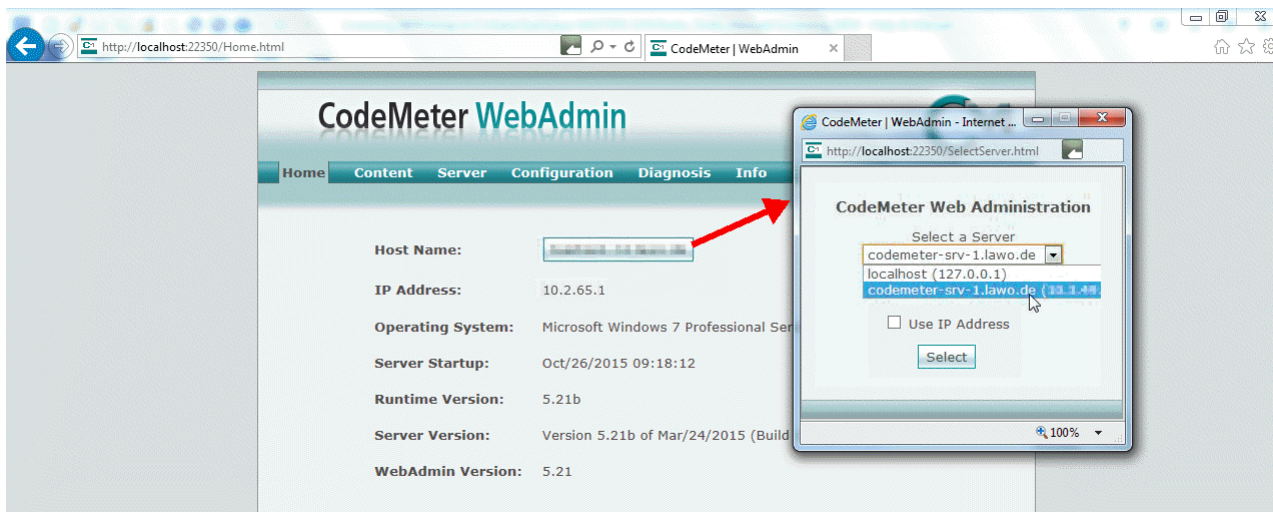 http://localhost:22350/Home.html
CodeMeter | WebAdmin
CodeMeter WebAdmin
Home Content Server Configuration Diagnosis Info
Host Name:
IP Address: 10.2.65.1
Operating System: Microsoft Windows 7 Professional Ser
Server Startup: Oct/26/2015 09:18:12
Runtime Version: 5.21b
Server Version: Version 5.21b of Mar/24/2015 (Build
WebAdmin Version: 5.21
CodeMeter | WebAdmin - Internet ...
http://localhost:22350/SelectServer.html
CodeMeter Web Administration
Select a Server
codemeter-srv-1.lawo.de
localhost (127.0.0.1)
codemeter-srv-1.lawo.de (
Use IP Address
Select
100%